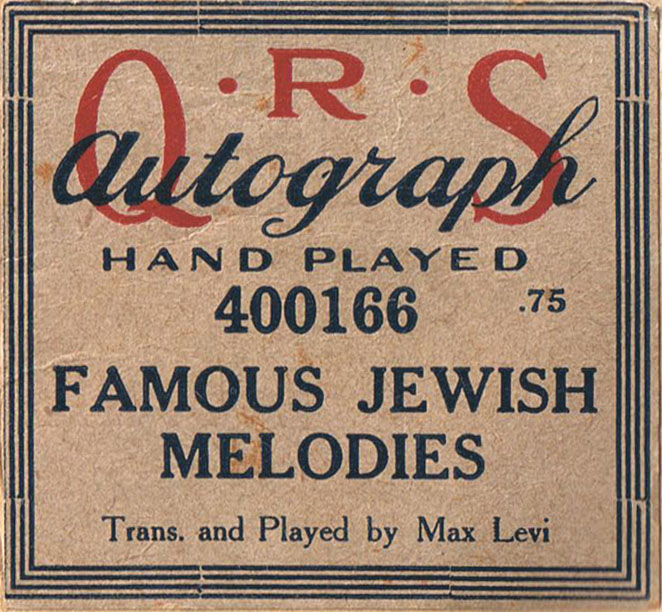 Q·R·S
Autograph
HAND PLAYED
400166 .75
FAMOUS JEWISH
MELODIES
Trans. and Played by Max Levi